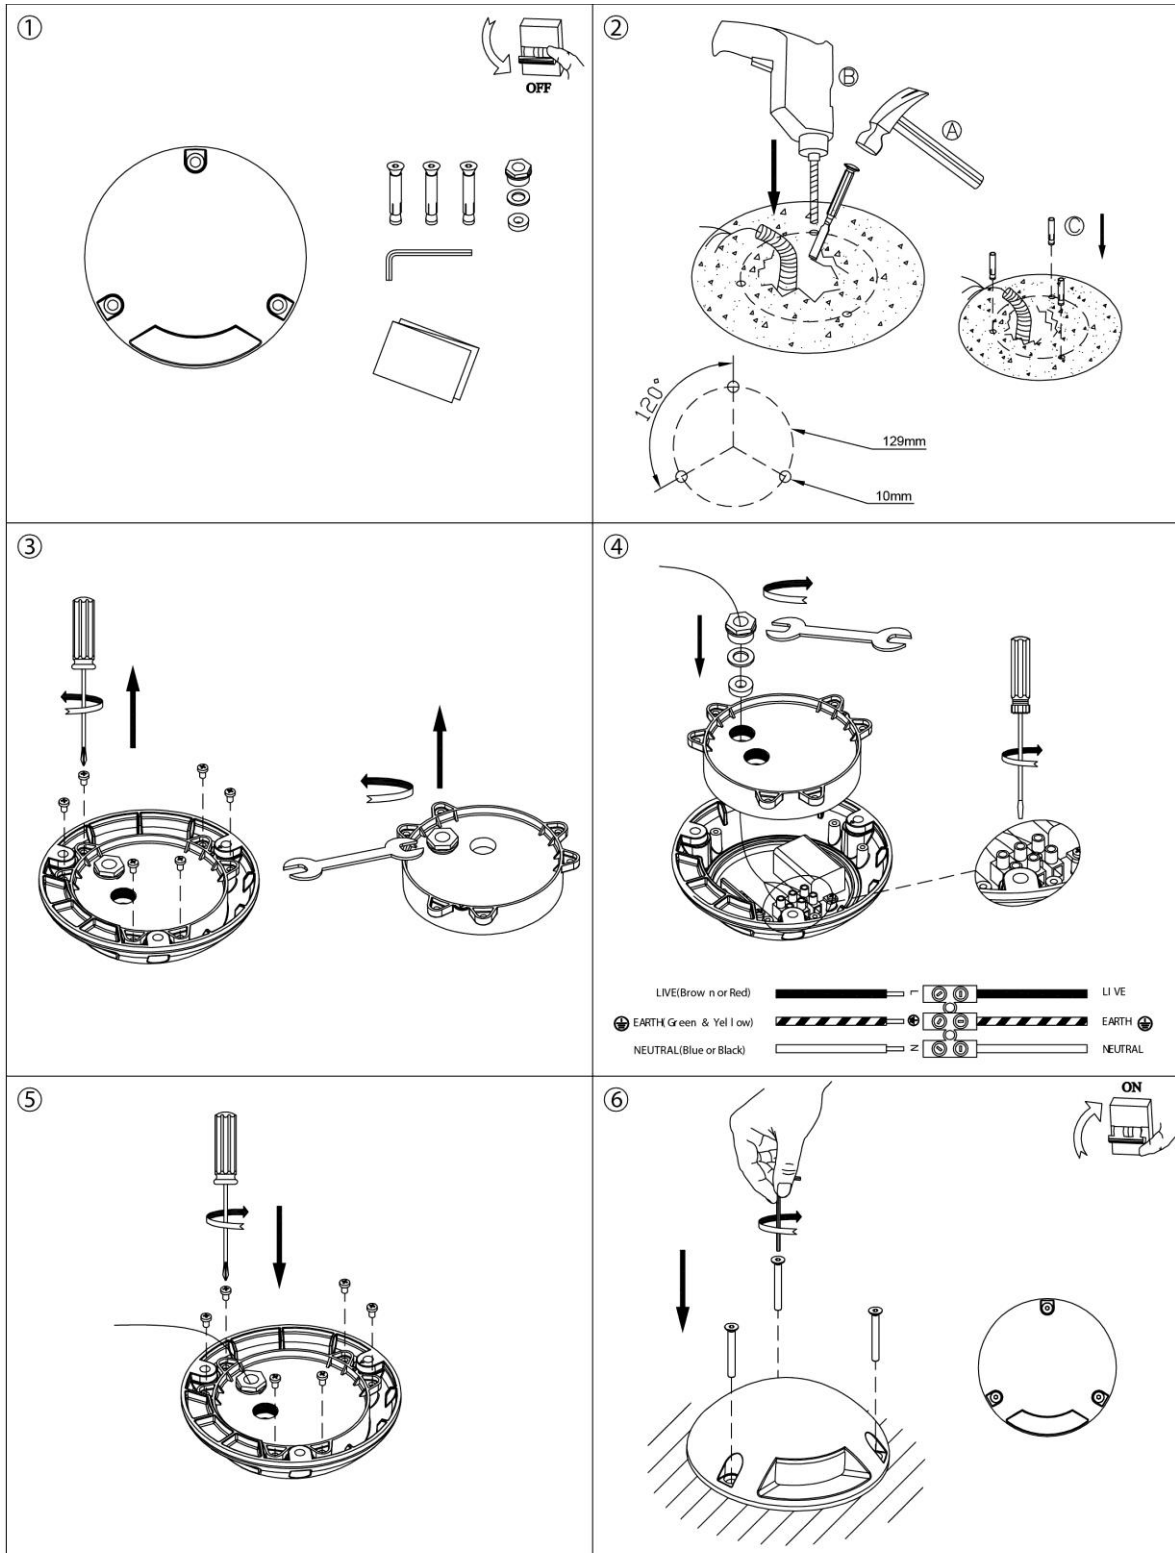 ①
OFF
②
B
A
C
120°
129mm
10mm
③
④
LIVE(Brow n or Red) L LI VE
EARTH(Green & Yel l ow) EARTH
NEUTRAL(Blue or Black) N NEUTRAL
⑤
⑥
ON